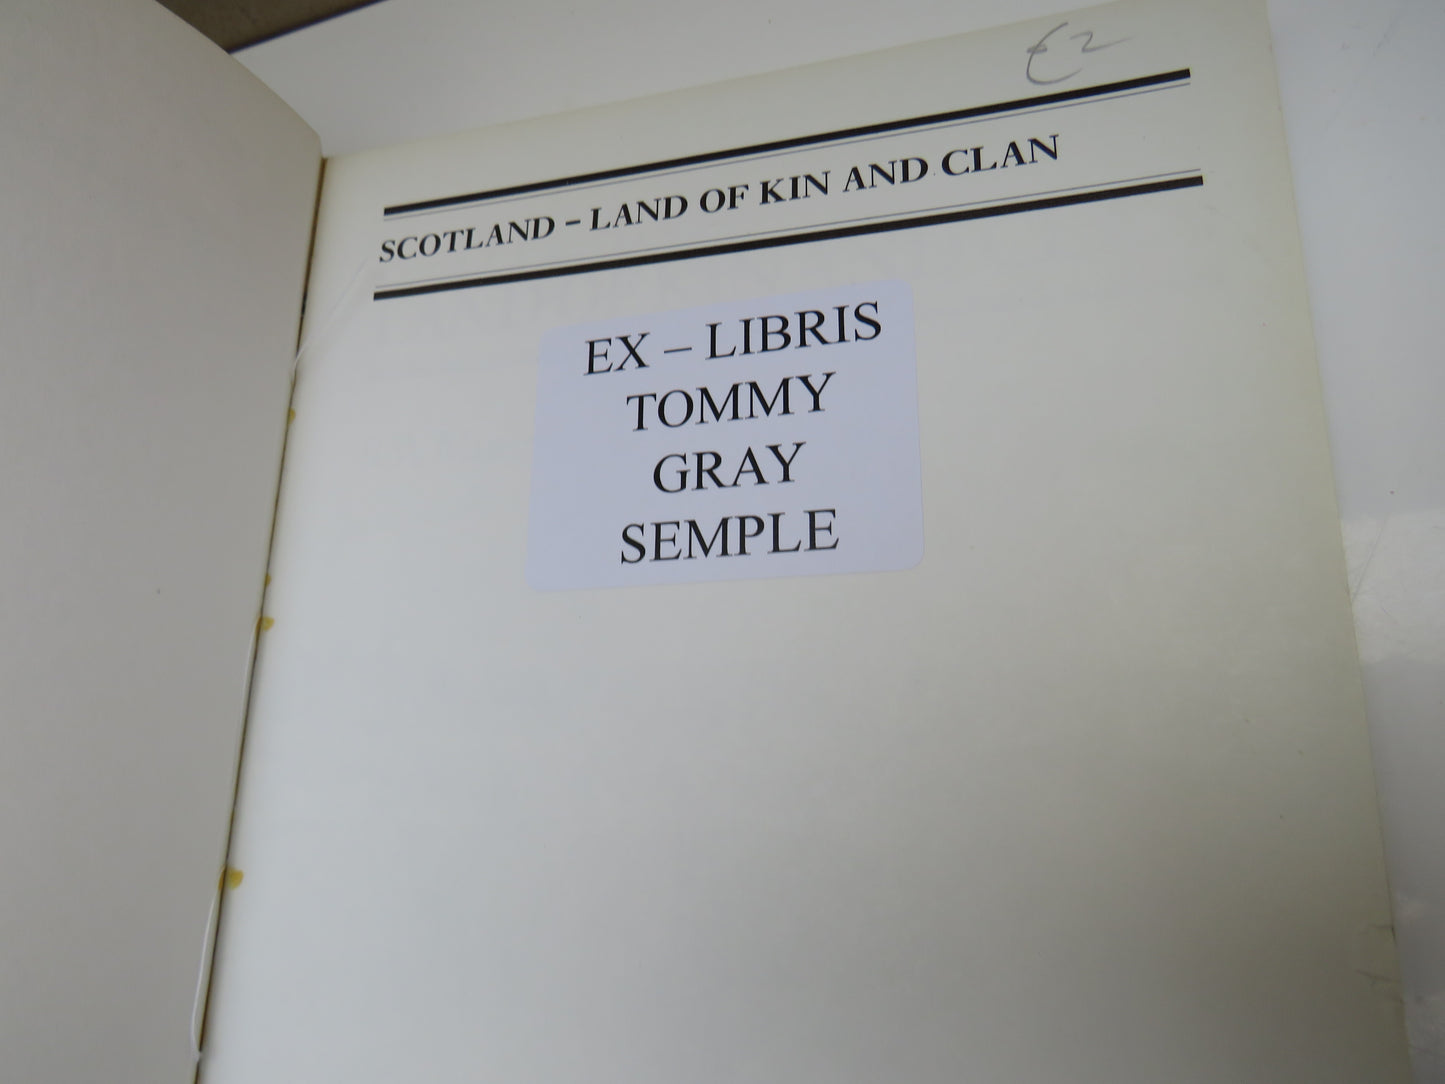 £2
SCOTLAND – LAND OF KIN AND CLAN
EX – LIBRIS
TOMMY
GRAY
SEMPLE